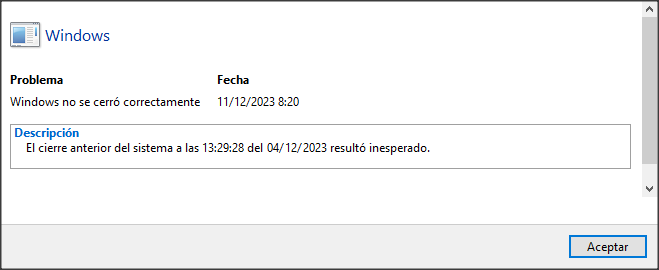 Windows
Problema Fecha
Windows no se cerró correctamente 11/12/2023 8:20
Descripción
El cierre anterior del sistema a las 13:29:28 del 04/12/2023 resultó inesperado.
Aceptar